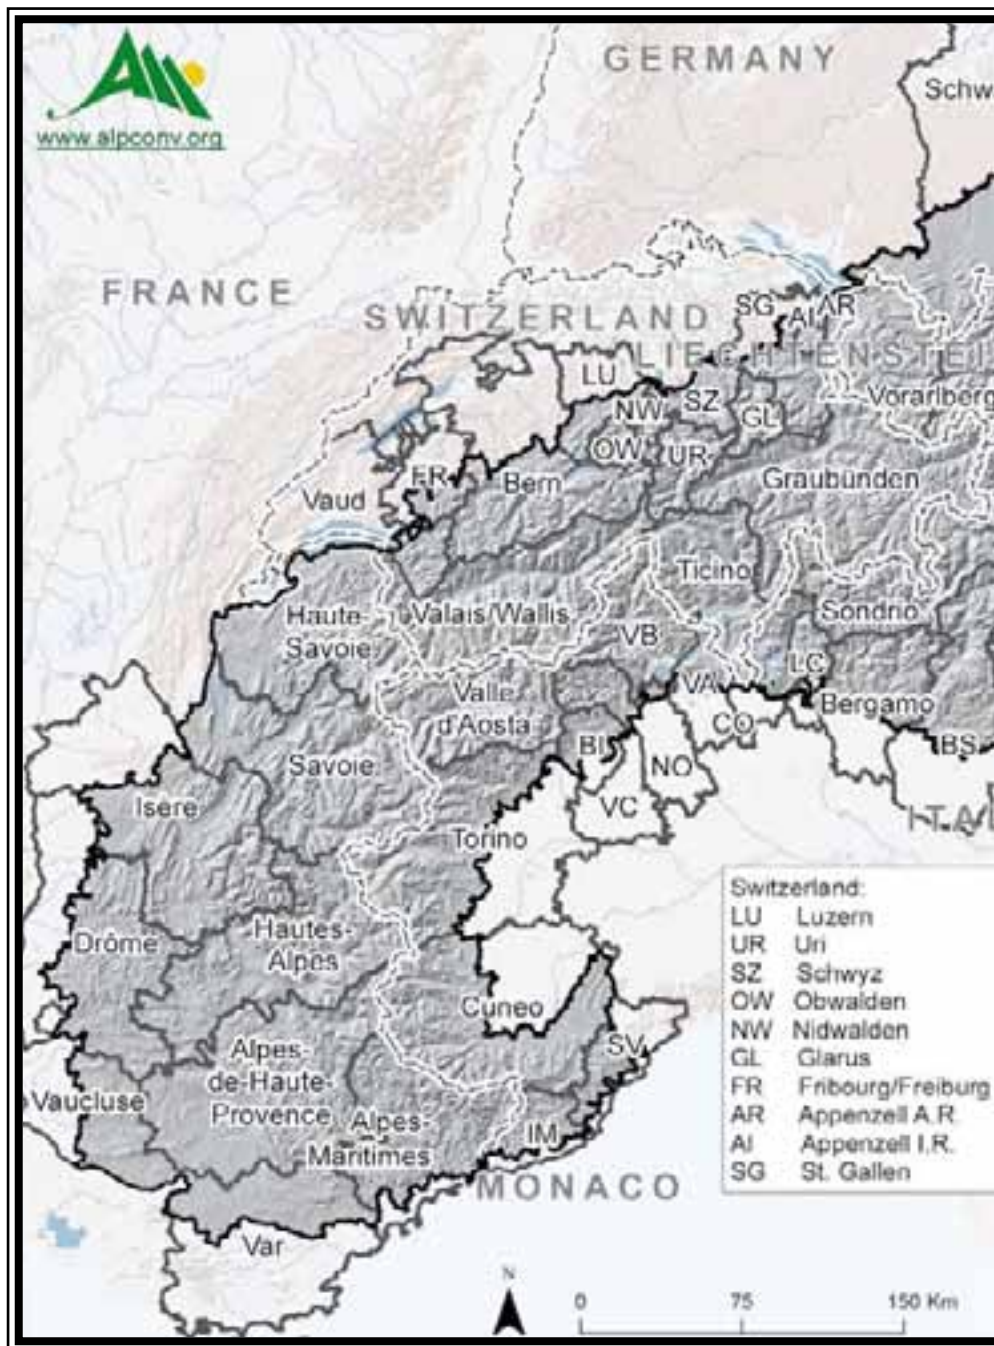 GERMANY
Schw
www.alpconv.org
FRANCE
SWITZERLAND
SG
AI
AR
LIECHTENSTEI
LU
NW
SZ
GL
Vorarlberg
OW
UR
FR
Bern
Graubünden
Vaud
Ticino
Haute-
Savoie
Valais/Wallis
Sondrio
VB
LC
Valle
d'Aosta
VA
Bergamo
CO
BI
NO
BS
Savoie
VC
Isere
ITAL
Torino
Drôme
Hautes-
Alpes
Cuneo
SV
Alpes-
de-Haute-
Provence
Vaucluse
Alpes-
Maritimes
IM
MONACO
Var
Switzerland:
LU Luzern
UR Uri
SZ Schwyz
OW Obwalden
NW Nidwalden
GL Glarus
FR Fribourg/Freiburg
AR Appenzell A.R.
AI Appenzell I.R.
SG St. Gallen
N
0 75 150 Km